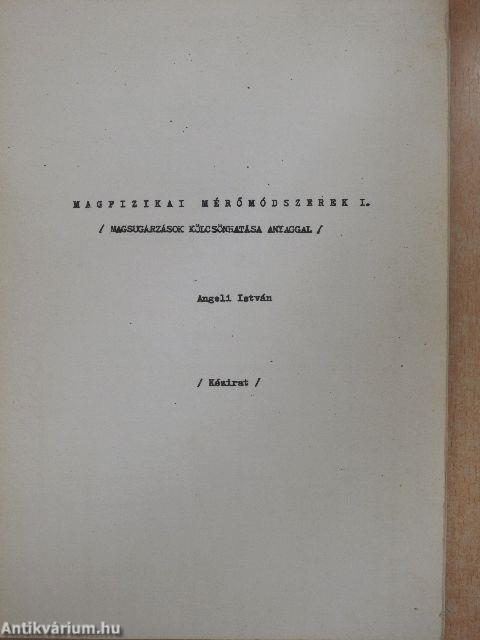 MAGFIZIKAI MÉRŐMÓDSZEREK I.
/ MAGSUGÁRZÁSOK KÖLCSÖNHATÁSA ANYAGGAL /
Angeli István
/ Kézirat /
Antikvárium.hu